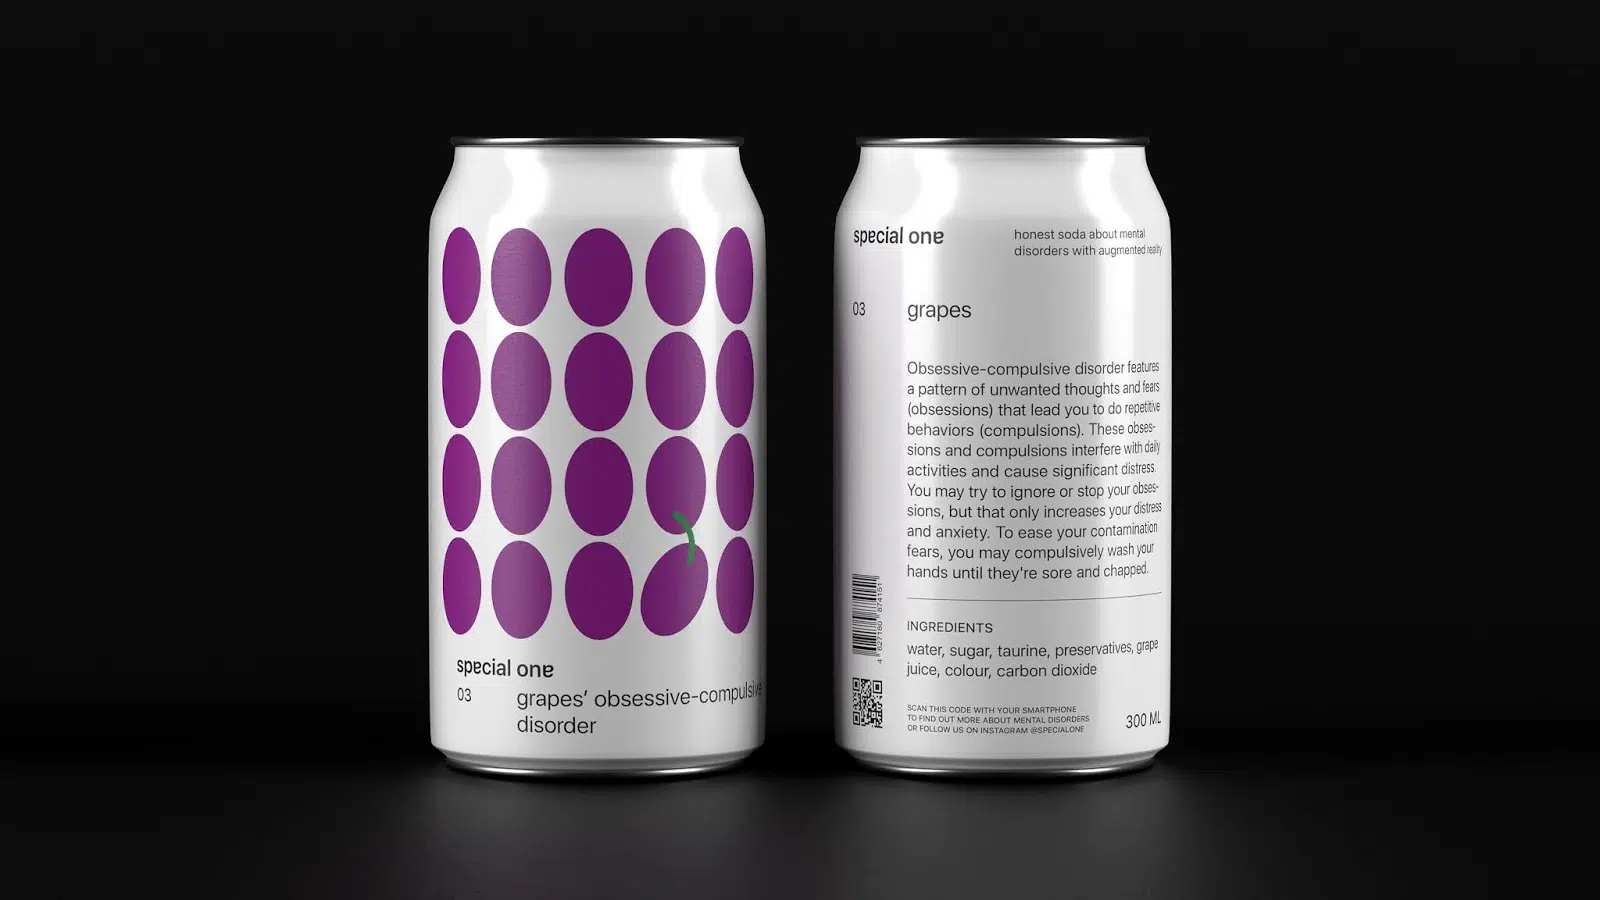 special one
03 grapes’ obsessive-compulsive
disorder
special one
honest soda about mental
disorders with augmented reality
03 grapes
Obsessive-compulsive disorder features
a pattern of unwanted thoughts and fears
(obsessions) that lead you to do repetitive
behaviors (compulsions). These obses-
sions and compulsions interfere with daily
activities and cause significant distress.
You may try to ignore or stop your obses-
sions, but that only increases your distress
and anxiety. To ease your contamination
fears, you may compulsively wash your
hands until they're sore and chapped.
INGREDIENTS
water, sugar, taurine, preservatives, grape
juice, colour, carbon dioxide
SCAN THIS CODE WITH YOUR SMARTPHONE
TO FIND OUT MORE ABOUT MENTAL DISORDERS
OR FOLLOW US ON INSTAGRAM @SPECIALONE
300 ML